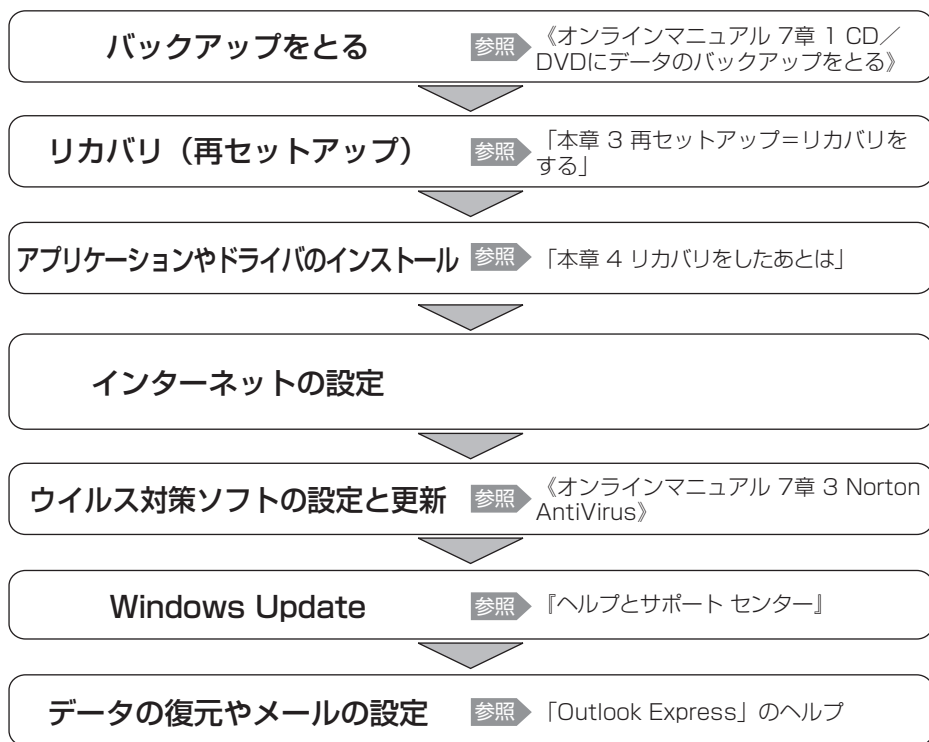 バックアップをとる 参照 《オンラインマニュアル 7章 1 CD／
DVDにデータのバックアップをとる》
リカバリ（再セットアップ） 参照 「本章 3 再セットアップ＝リカバリを
する」
アプリケーションやドライバのインストール 参照 「本章 4 リカバリをしたあとは」
インターネットの設定
ウイルス対策ソフトの設定と更新 参照 《オンラインマニュアル 7章 3 Norton
AntiVirus》
Windows Update 参照 『ヘルプとサポート センター』
データの復元やメールの設定 参照 「Outlook Express」のヘルプ